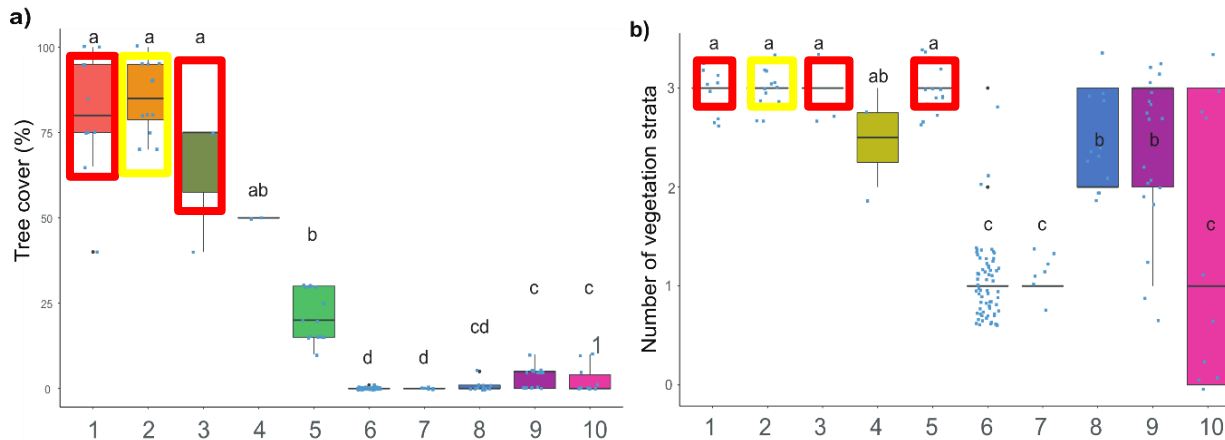 a)
a a a
ab
b
d d cd c c
1
Tree cover (%)
100
75
50
25
0
1 2 3 4 5 6 7 8 9 10
b)
a a a ab a
c c b b c
Number of vegetation strata
3
2
1
0
1 2 3 4 5 6 7 8 9 10